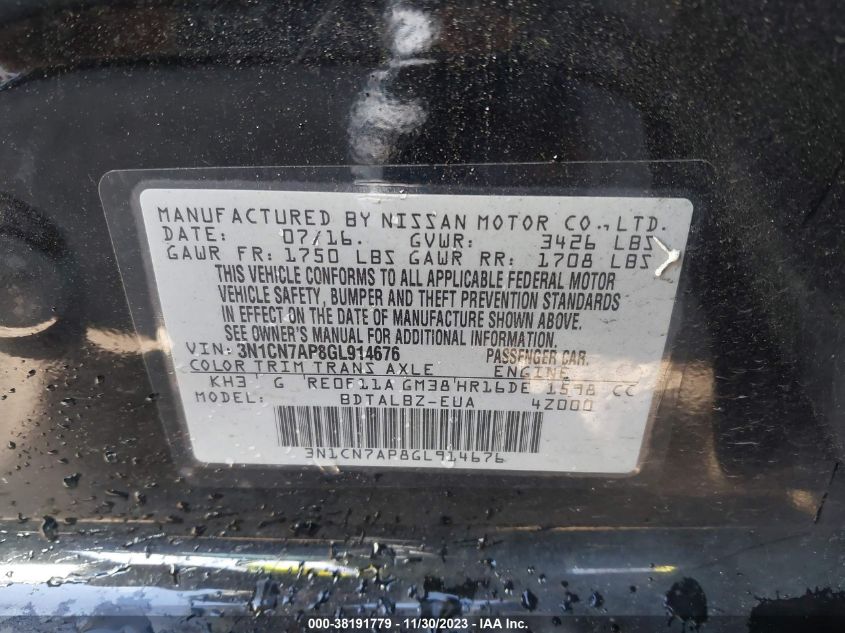 MANUFACTURED BY NISSAN MOTOR CO., LTD.
DATE: 07/16. GVWR: 3426 LBS
GAWR FR: 1750 LBS GAWR RR: 1708 LBS
THIS VEHICLE CONFORMS TO ALL APPLICABLE FEDERAL MOTOR
VEHICLE SAFETY, BUMPER AND THEFT PREVENTION STANDARDS
IN EFFECT ON THE DATE OF MANUFACTURE SHOWN ABOVE.
SEE OWNER'S MANUAL FOR ADDITIONAL INFORMATION.
VIN: 3N1CN7AP8GL914676 PASSENGER CAR.
COLOR TRIM TRANS AXLE ENGINE
KH3 G RE0F11A GM38 HR16DE 1598 CC
MODEL: BDTALBZ-EUA 4Z000
3N1CN7AP8GL914676
000-38191779 - 11/30/2023 - IAA Inc.